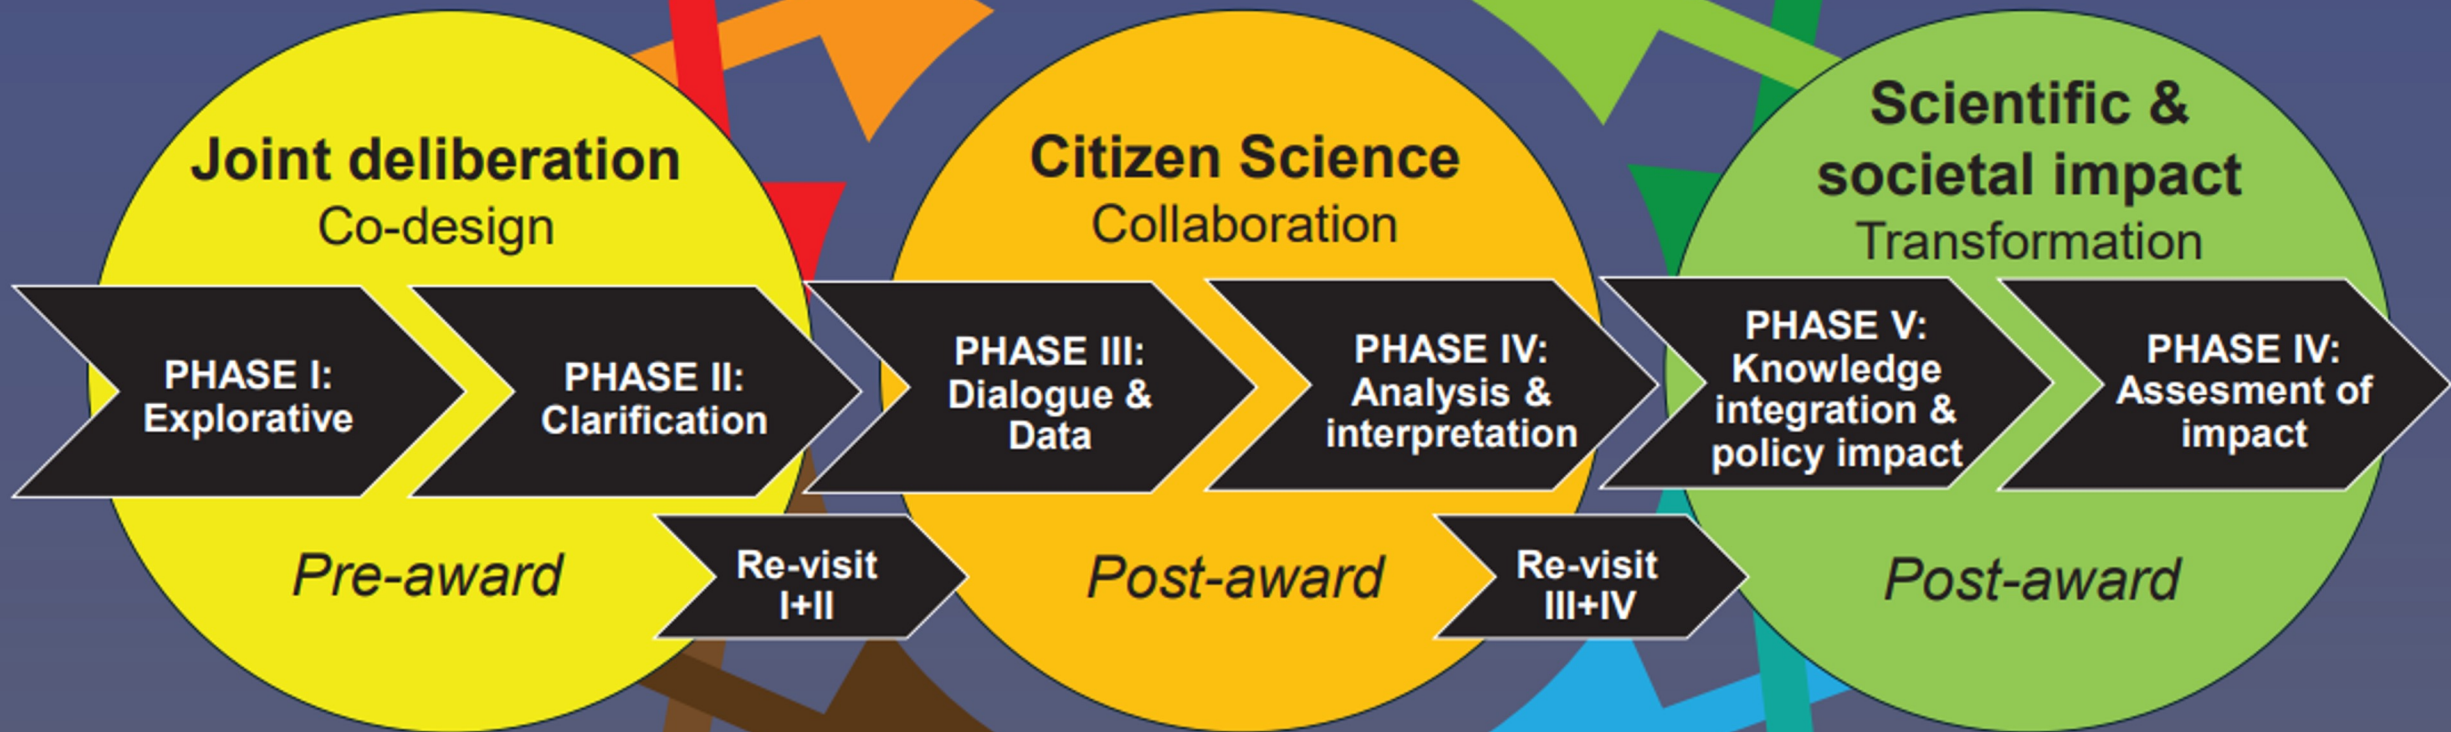 Joint deliberation
Co-design
PHASE I:
Explorative
PHASE II:
Clarification
Pre-award
Re-visit
I+II
Citizen Science
Collaboration
PHASE III:
Dialogue &
Data
PHASE IV:
Analysis &
interpretation
Post-award
Re-visit
III+IV
Scientific &
societal impact
Transformation
PHASE V:
Knowledge
integration &
policy impact
PHASE IV:
Assesment of
impact
Post-award